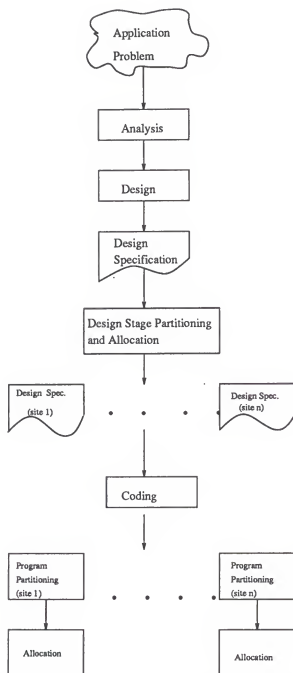 Application
Problem
Analysis
Design
Design
Specification
Design Stage Partitioning
and Allocation
Design Spec.
(site 1)
Design Spec.
(site n)
Coding
Program
Partitioning
(site 1)
Program
Partitioning
(site n)
Allocation
Allocation